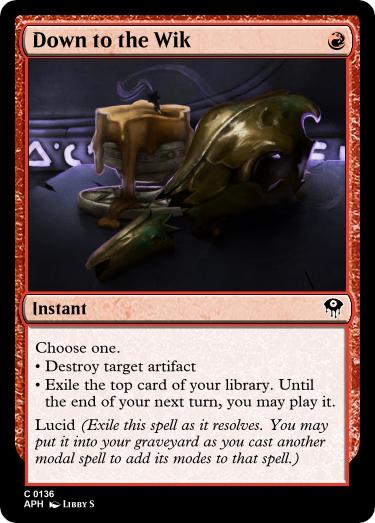 Down to the Wik
Instant
Choose one.
• Destroy target artifact
• Exile the top card of your library. Until
the end of your next turn, you may play it.
Lucid (Exile this spell as it resolves. You may
put it into your graveyard as you cast another
modal spell to add its modes to that spell.)
C 0136
APH LIBBY S